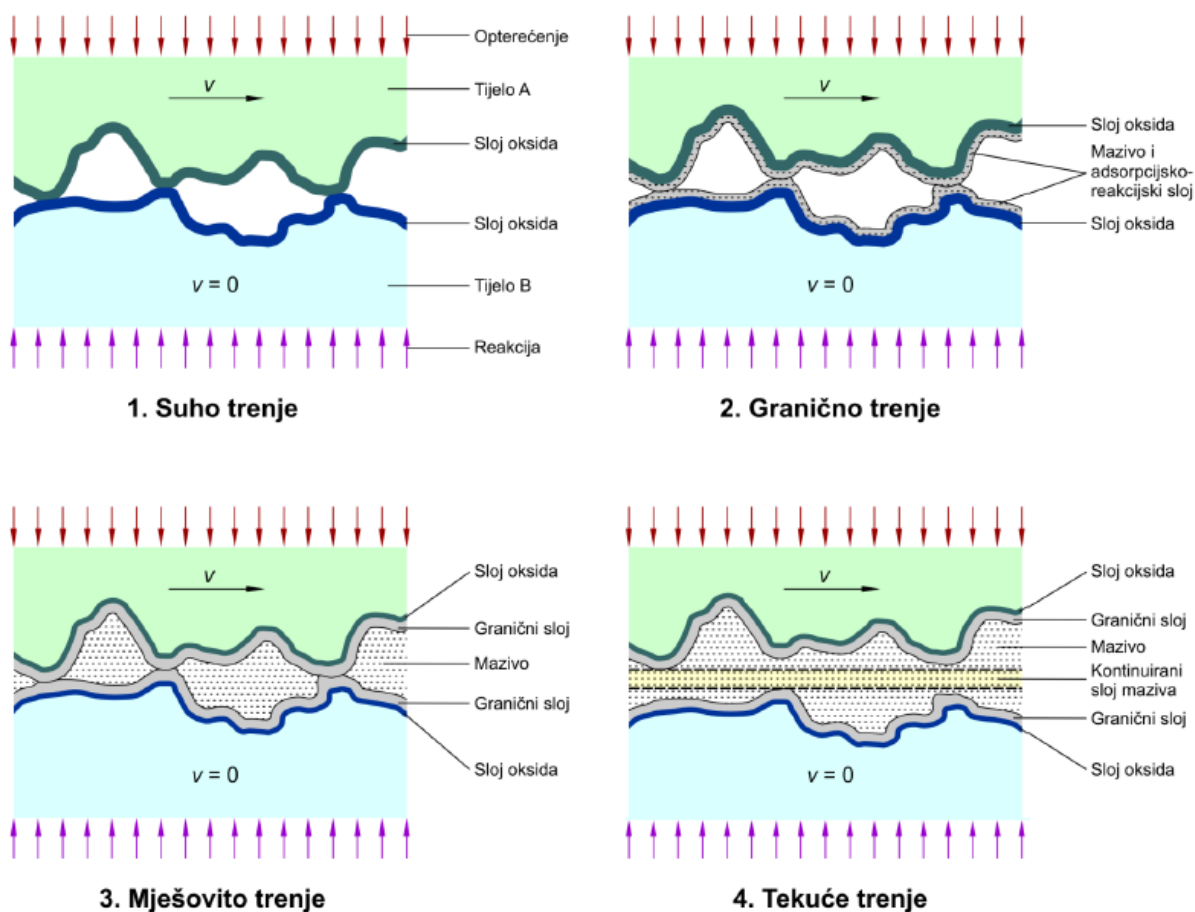 Opterećenje
v
Tijelo A
Sloj oksida
Sloj oksida
v = 0
Tijelo B
Reakcija
1. Suho trenje
v
Sloj oksida
Mazivo i
adsorpcijsko-
reakcijski sloj
Sloj oksida
v = 0
2. Granično trenje
v
Sloj oksida
Granični sloj
Mazivo
Granični sloj
v = 0
Sloj oksida
3. Mješovito trenje
v
Sloj oksida
Granični sloj
Mazivo
Kontinuirani
sloj maziva
Granični sloj
v = 0
Sloj oksida
4. Tekuće trenje